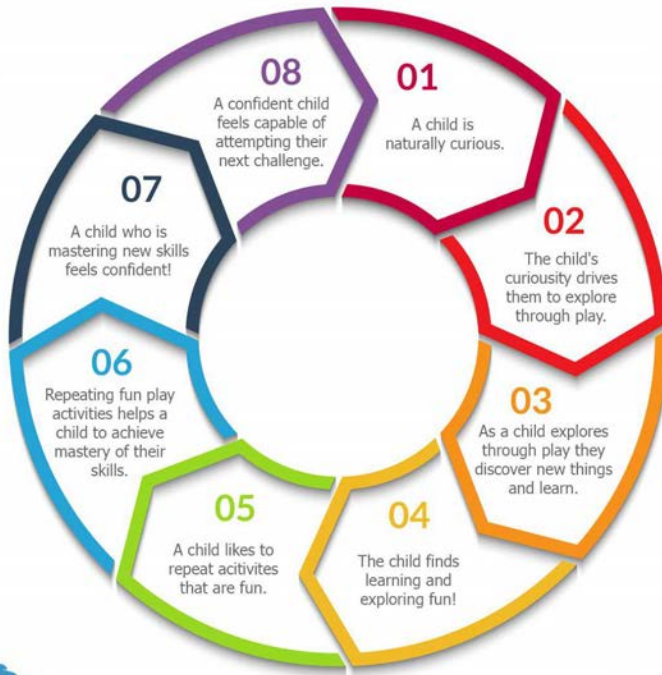 01
A child is
naturally curious.
02
The child's
curiousity drives
them to explore
through play.
03
As a child explores
through play they
discover new things
and learn.
04
The child finds
learning and
exploring fun!
05
A child likes to
repeat acitivites
that are fun.
06
Repeating fun play
activities helps a
child to achieve
mastery of their
skills.
07
A child who is
mastering new skills
feels confident!
08
A confident child
feels capable of
attempting their
next challenge.